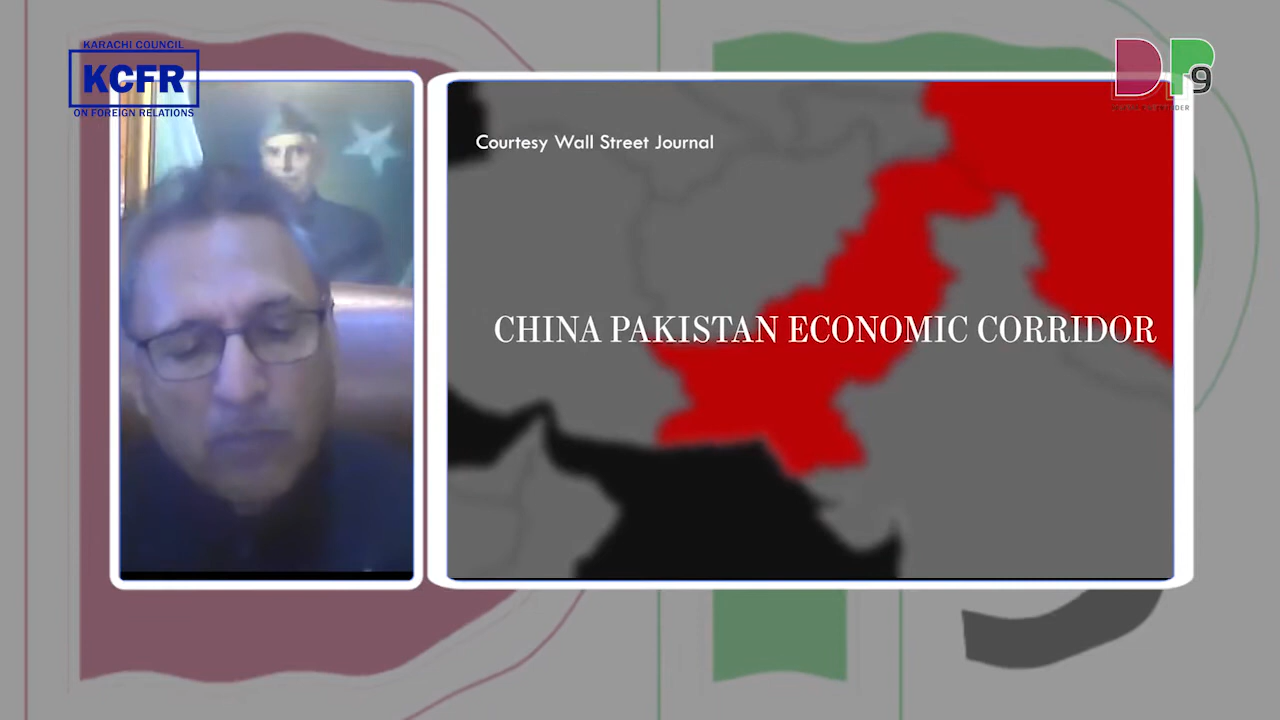 KARACHI COUNCIL
KCFR
ON FOREIGN RELATIONS
DP9
Courtesy Wall Street Journal
CHINA PAKISTAN ECONOMIC CORRIDOR